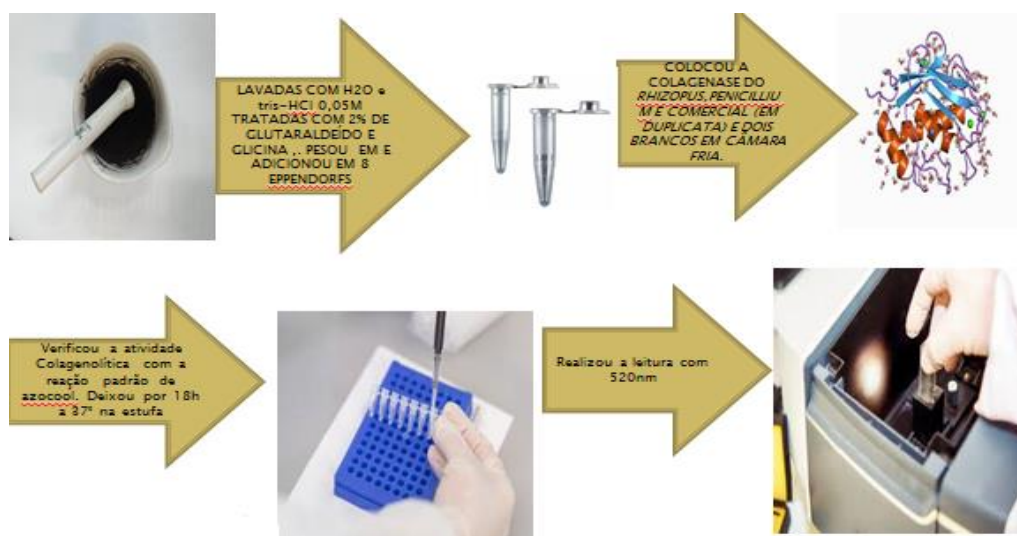 LAVADAS COM H2O e
tris-HCl 0,05M
TRATADAS COM 2% DE
GLUTARALDEÍDO E
GLICINA ,. PESOU EM E
ADICIONOU EM 8
EPPENDORFS
COLOCOU A
COLAGENASE DO
RHIZOPUS,PENICILLIU
M E COMERCIAL (EM
DUPLICATA) E DOIS
BRANCOS EM CÂMARA
FRIA.
Verificou a atividade
Colagenolítica com a
reação padrão de
azocool. Deixou por 18h
a 37º na estufa
Realizou a leitura com
520nm